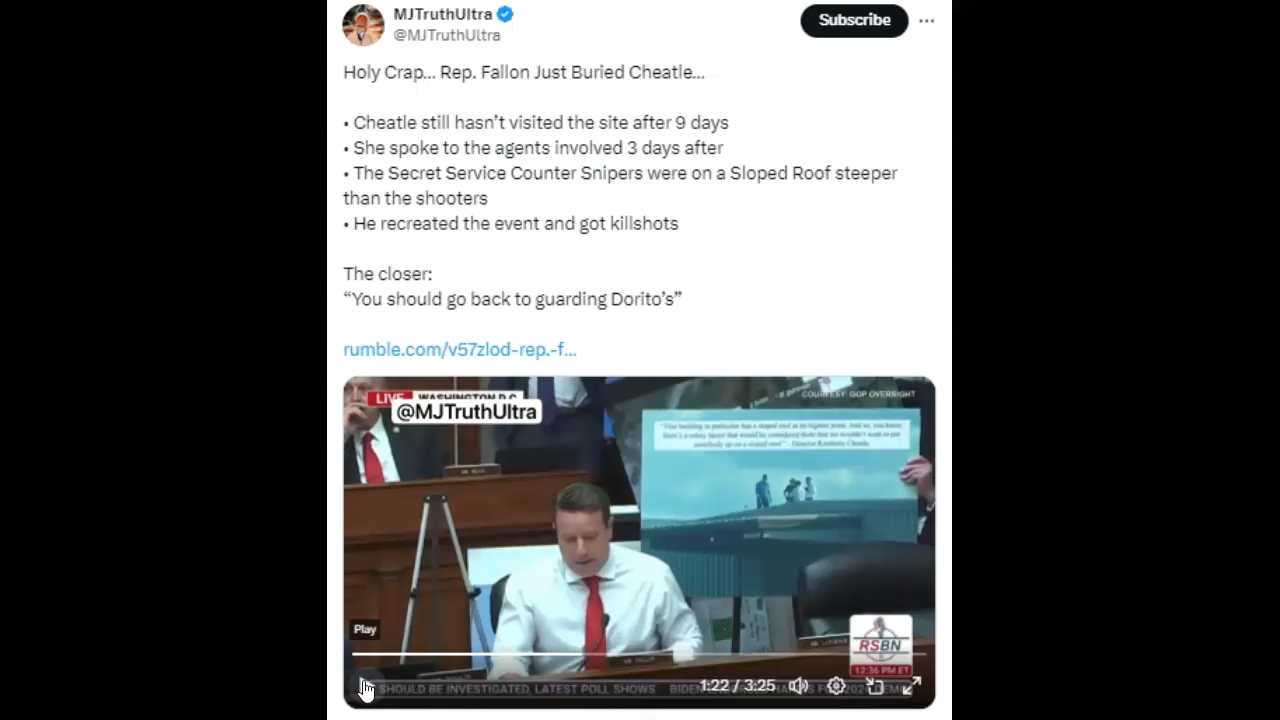 MJTruthUltra
Subscribe
@MJTruthUltra
Holy Crap... Rep. Fallon Just Buried Cheatle...
• Cheatle still hasn’t visited the site after 9 days
• She spoke to the agents involved 3 days after
• The Secret Service Counter Snipers were on a Sloped Roof steeper
than the shooters
• He recreated the event and got killshots
The closer:
“You should go back to guarding Dorito’s”
rumble.com/v57zlod-rep.-f...
LIVE WASHINGTON D.C.
COURTESY: GOP OVERSIGHT
@MJTruthUltra
Play
RSBN
12:36 PM ET
1:22 / 3:25
SHOULD BE INVESTIGATED, LATEST POLL SHOWS BIDEN